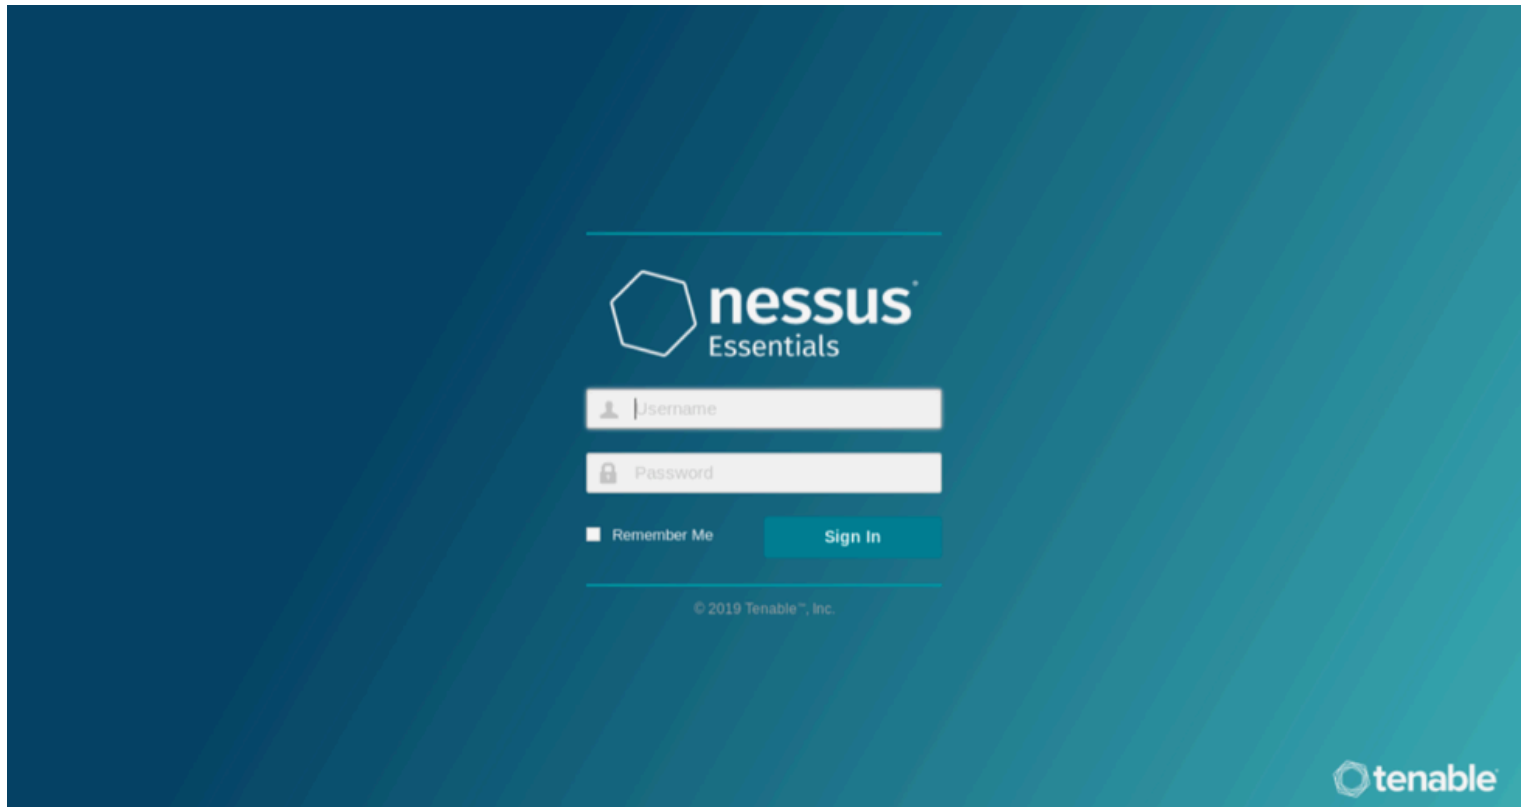 nessus
Essentials
Username
Password
Remember Me
Sign In
© 2019 Tenable™, Inc.
tenable